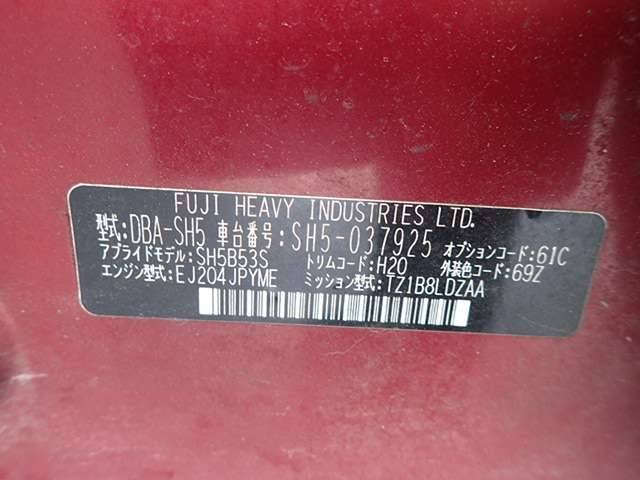 FUJI HEAVY INDUSTRIES LTD.
型式:DBA-SH5 車台番号:SH5-037925 オプションコード:61C
アプライドモデル:SH5B53S トリムコード:H20 外装色コード:69Z
エンジン型式:EJ204JPYME ミッション型式:TZ1B8LDZAA